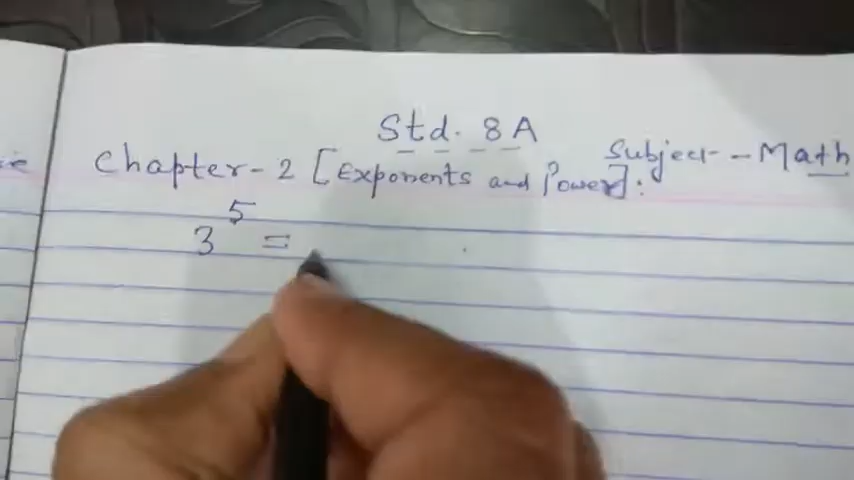 Std. 8A
Subject - Math
Chapter - 2 [Exponents and Power]:
3⁵ =